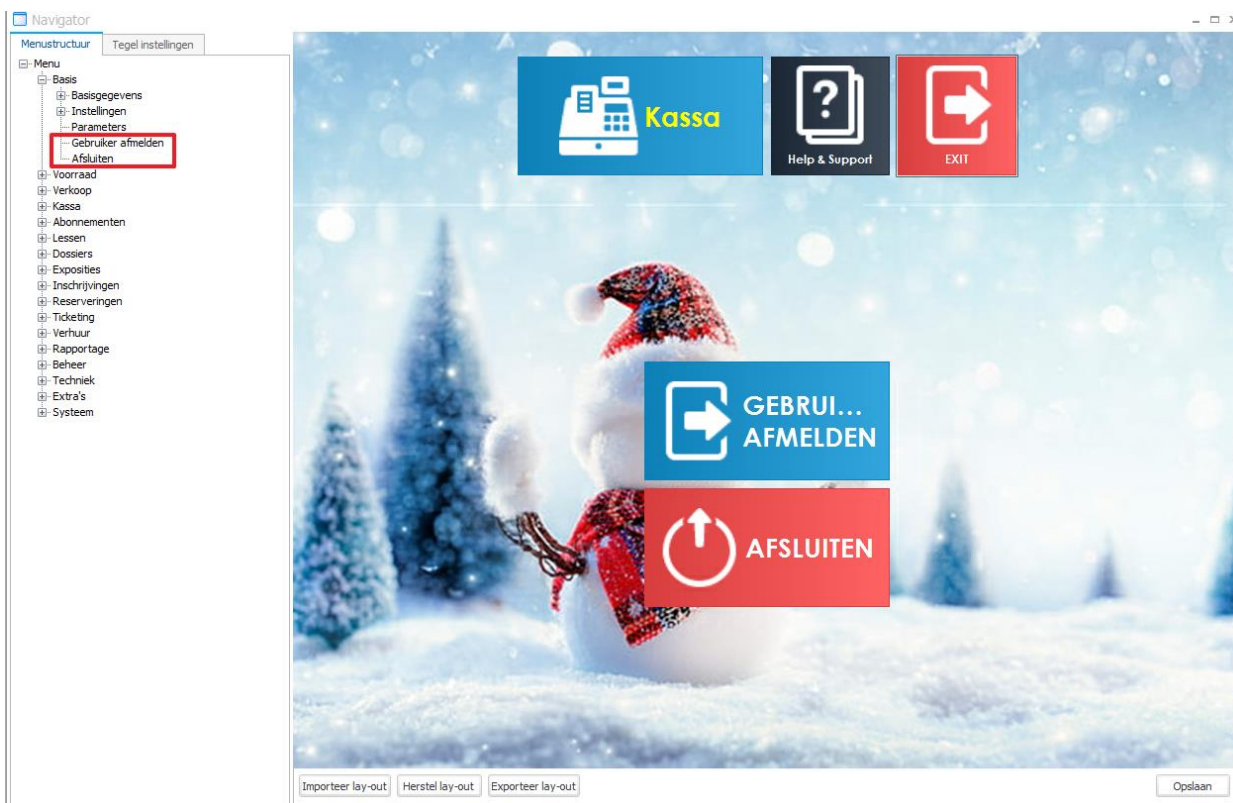 Navigator
Menustructuur
Tegel instellingen
Menu
Basis
Basisgegevens
Instellingen
Parameters
Gebruiker afmelden
Afsluiten
Voorraad
Verkoop
Kassa
Abonnementen
Lessen
Dossiers
Exposities
Inschrijvingen
Reserveringen
Ticketing
Verhuur
Rapportage
Beheer
Techniek
Extra's
Systeem
Kassa
Help & Support
EXIT
GEBRUI...
AFMELDEN
AFSLUITEN
Importeer lay-out
Herstel lay-out
Exporteer lay-out
Opslaan